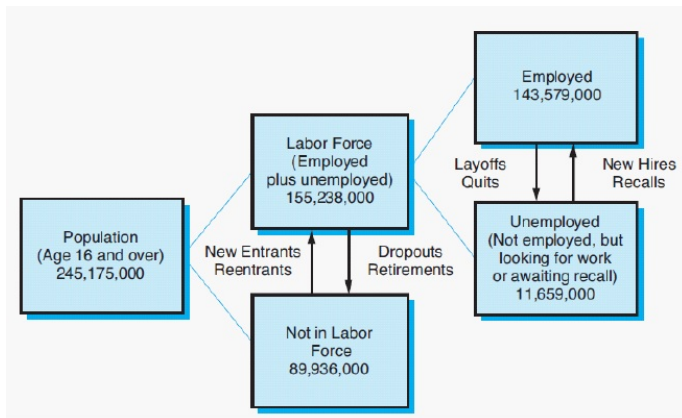 Population
(Age 16 and over)
245,175,000
Labor Force
(Employed
plus unemployed)
155,238,000
New Entrants
Reentrants
Dropouts
Retirements
Not in Labor
Force
89,936,000
Employed
143,579,000
Layoffs
Quits
New Hires
Recalls
Unemployed
(Not employed, but
looking for work
or awaiting recall)
11,659,000